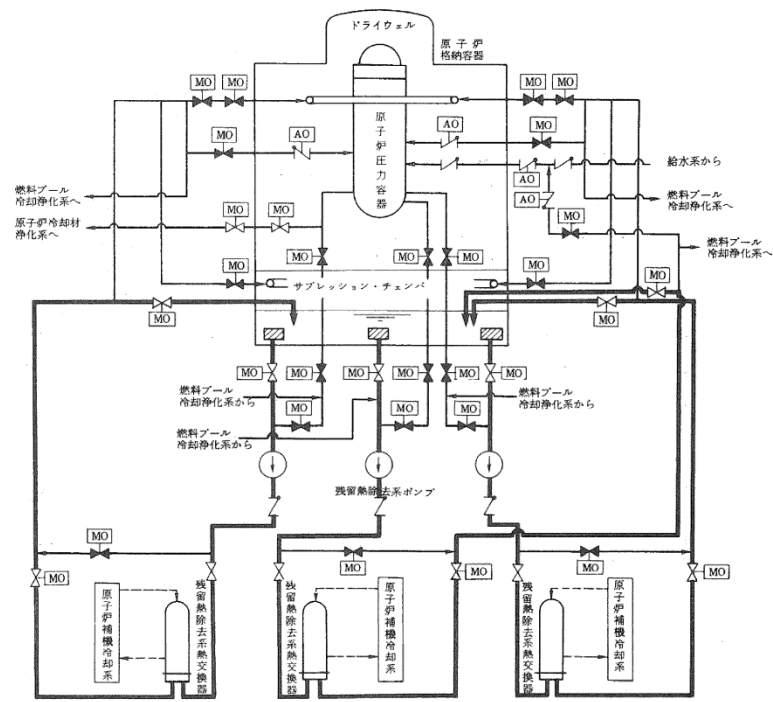 ドライウェル
原子炉
格納容器
MO
MO
MO
MO
原子炉圧力容器
MO
AO
AO
MO
給水系から
AO
AO
燃料プール
冷却浄化系へ
燃料プール
冷却浄化系へ
原子炉冷却材
浄化系へ
MO
MO
MO
燃料プール
冷却浄化系へ
MO
MO
MO
MO
MO
MO
サプレッション・チェンバ
MO
MO
MO
MO
MO
MO
MO
MO
燃料プール
冷却浄化系から
燃料プール
冷却浄化系から
MO
MO
MO
燃料プール
冷却浄化系から
残留熱除去系ポンプ
MO
MO
MO
MO
MO
MO
原子炉補機冷却系
残留熱除去系熱交換器
残留熱除去系熱交換器
原子炉補機冷却系
残留熱除去系熱交換器
原子炉補機冷却系